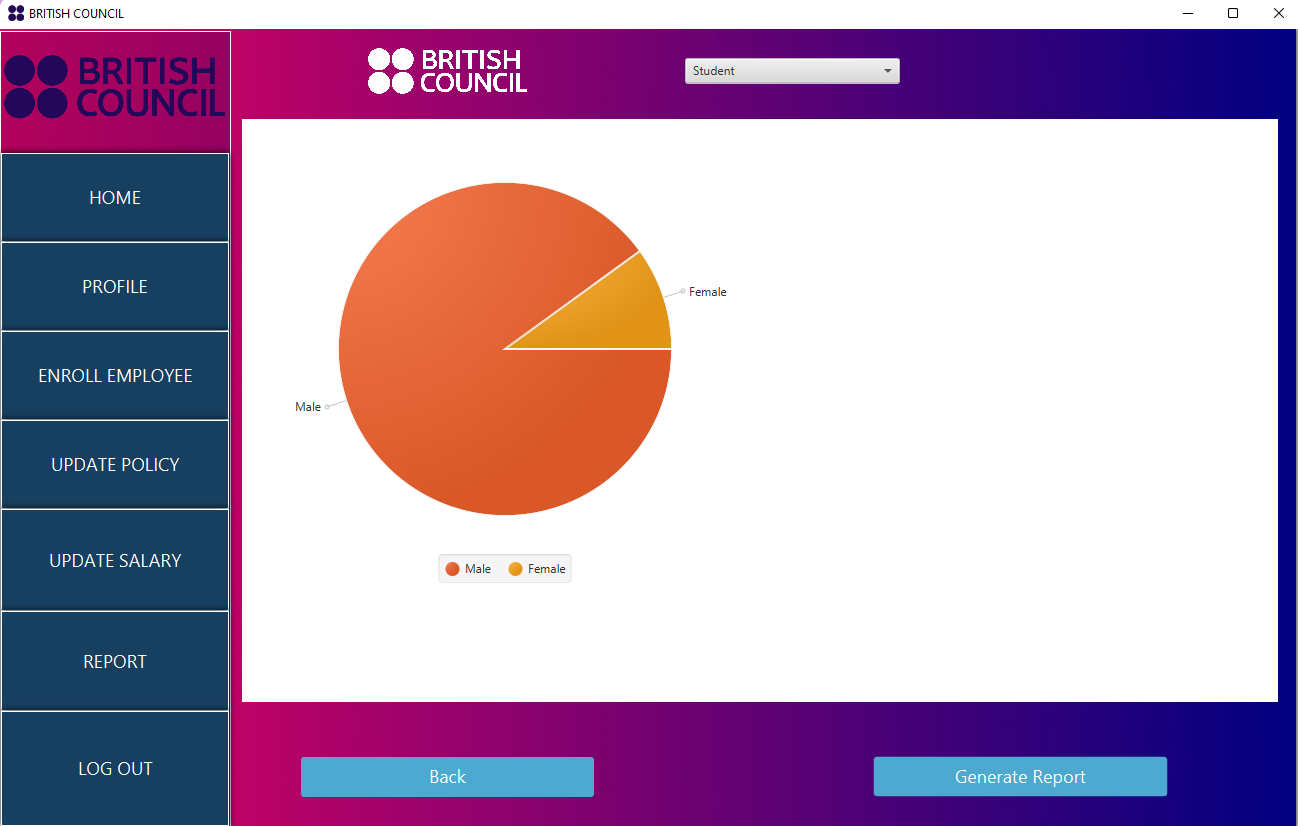 BRITISH COUNCIL
BRITISH
COUNCIL
HOME
PROFILE
ENROLL EMPLOYEE
UPDATE POLICY
UPDATE SALARY
REPORT
LOG OUT
BRITISH
COUNCIL
Student
Female
Male
Male Female
Back
Generate Report